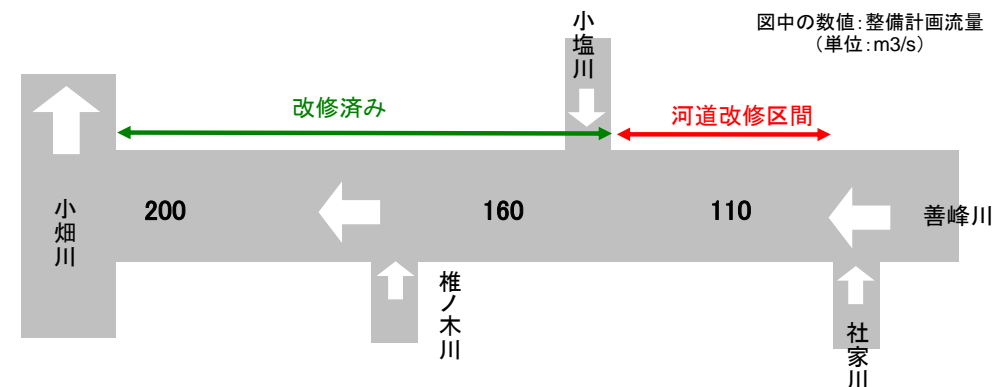 図中の数値:整備計画流量
(単位:m3/s)
小塩川
改修済み
河道改修区間
小畑川
200
160
110
善峰川
椎ノ木川
社家川